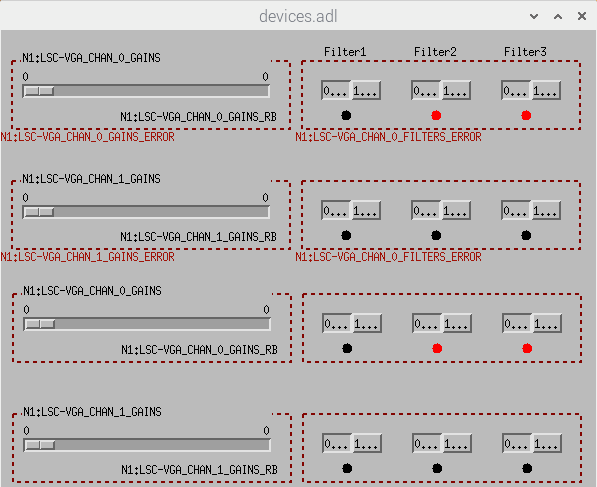 devices.adl
Filter1 Filter2 Filter3
N1:LSC-VGA_CHAN_0_GAINS
0 0
0... 1... 0... 1... 0... 1...
N1:LSC-VGA_CHAN_0_GAINS_RB
N1:LSC-VGA_CHAN_0_GAINS_ERROR N1:LSC-VGA_CHAN_0_FILTERS_ERROR
N1:LSC-VGA_CHAN_1_GAINS
0 0
0... 1... 0... 1... 0... 1...
N1:LSC-VGA_CHAN_1_GAINS_RB
N1:LSC-VGA_CHAN_1_GAINS_ERROR N1:LSC-VGA_CHAN_0_FILTERS_ERROR
N1:LSC-VGA_CHAN_0_GAINS
0 0
0... 1... 0... 1... 0... 1...
N1:LSC-VGA_CHAN_0_GAINS_RB
N1:LSC-VGA_CHAN_1_GAINS
0 0
0... 1... 0... 1... 0... 1...
N1:LSC-VGA_CHAN_1_GAINS_RB